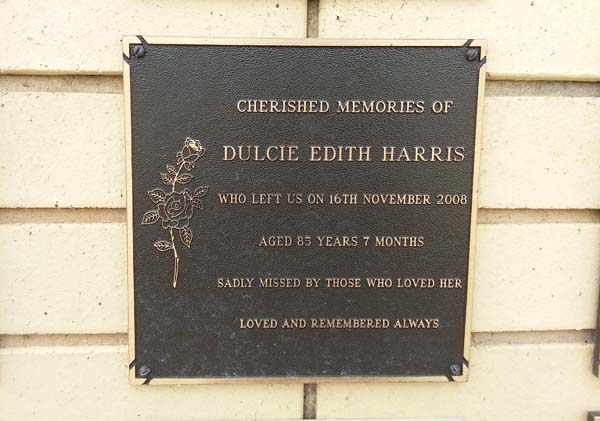 CHERISHED MEMORIES OF
DULCIE EDITH HARRIS
WHO LEFT US ON 16TH NOVEMBER 2008
AGED 85 YEARS 7 MONTHS
SADLY MISSED BY THOSE WHO LOVED HER
LOVED AND REMEMBERED ALWAYS